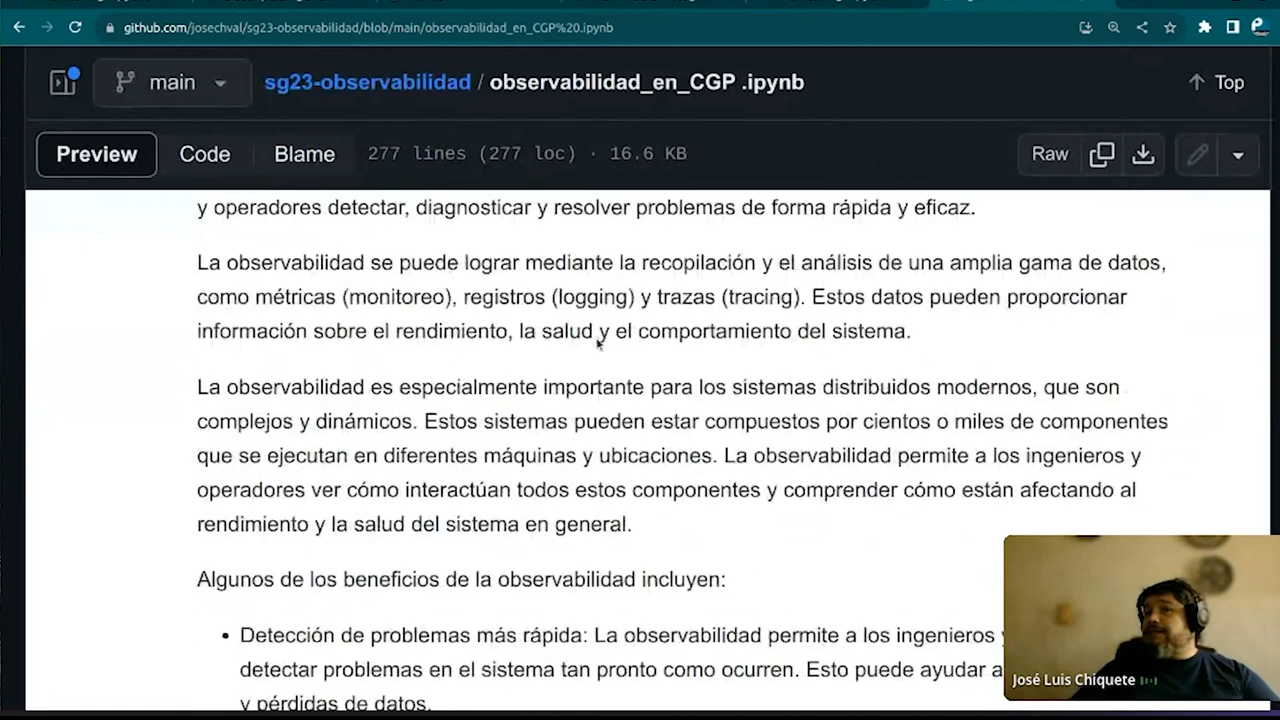 github.com/josechval/sg23-observabilidad/blob/main/observabilidad_en_CGP%20.ipynb
main
sg23-observabilidad / observabilidad_en_CGP .ipynb
Top
Preview
Code
Blame
277 lines (277 loc) · 16.6 KB
Raw
y operadores detectar, diagnosticar y resolver problemas de forma rápida y eficaz.
La observabilidad se puede lograr mediante la recopilación y el análisis de una amplia gama de datos,
como métricas (monitoreo), registros (logging) y trazas (tracing). Estos datos pueden proporcionar
información sobre el rendimiento, la salud y el comportamiento del sistema.
La observabilidad es especialmente importante para los sistemas distribuidos modernos, que son
complejos y dinámicos. Estos sistemas pueden estar compuestos por cientos o miles de componentes
que se ejecutan en diferentes máquinas y ubicaciones. La observabilidad permite a los ingenieros y
operadores ver cómo interactúan todos estos componentes y comprender cómo están afectando al
rendimiento y la salud del sistema en general.
Algunos de los beneficios de la observabilidad incluyen:
• Detección de problemas más rápida: La observabilidad permite a los ingenieros y
detectar problemas en el sistema tan pronto como ocurren. Esto puede ayudar a
y pérdidas de datos.
José Luis Chiquete